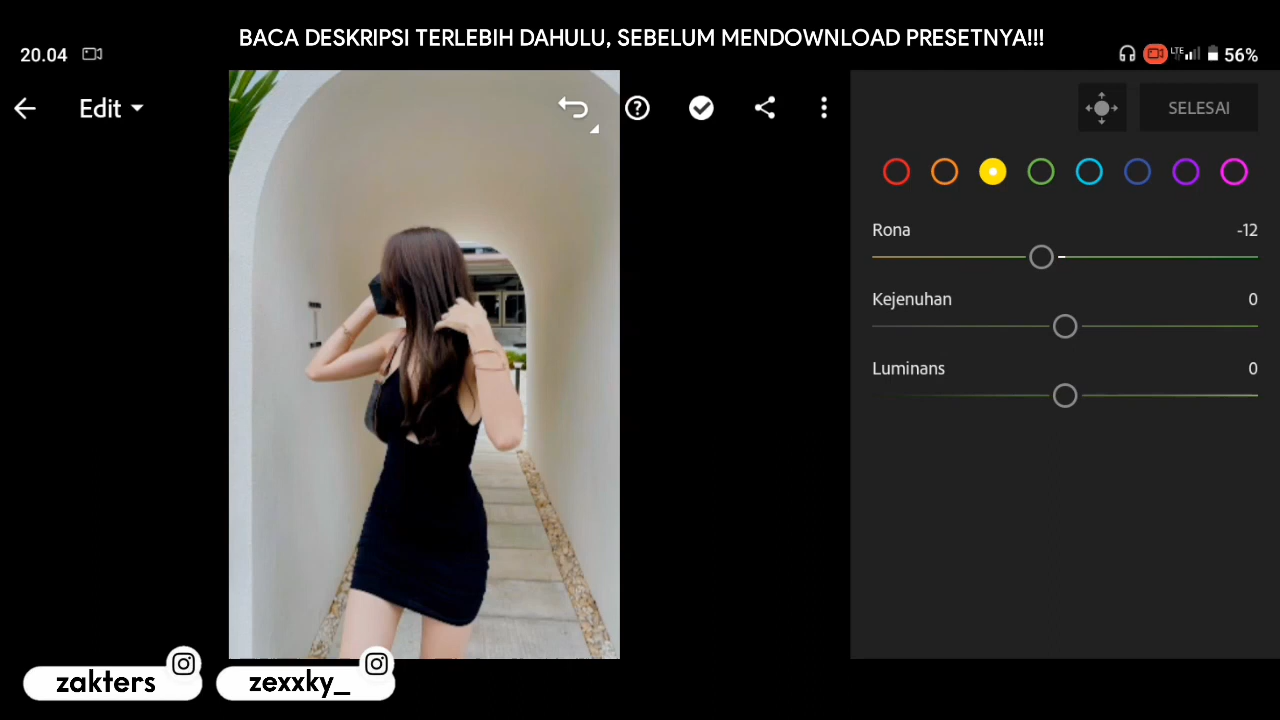 BACA DESKRIPSI TERLEBIH DAHULU, SEBELUM MENDOWNLOAD PRESETNYA!!!
20.04
LTE 56%
Edit
SELESAI
Rona -12
Kejenuhan 0
Luminans 0
zakters
zexxky_